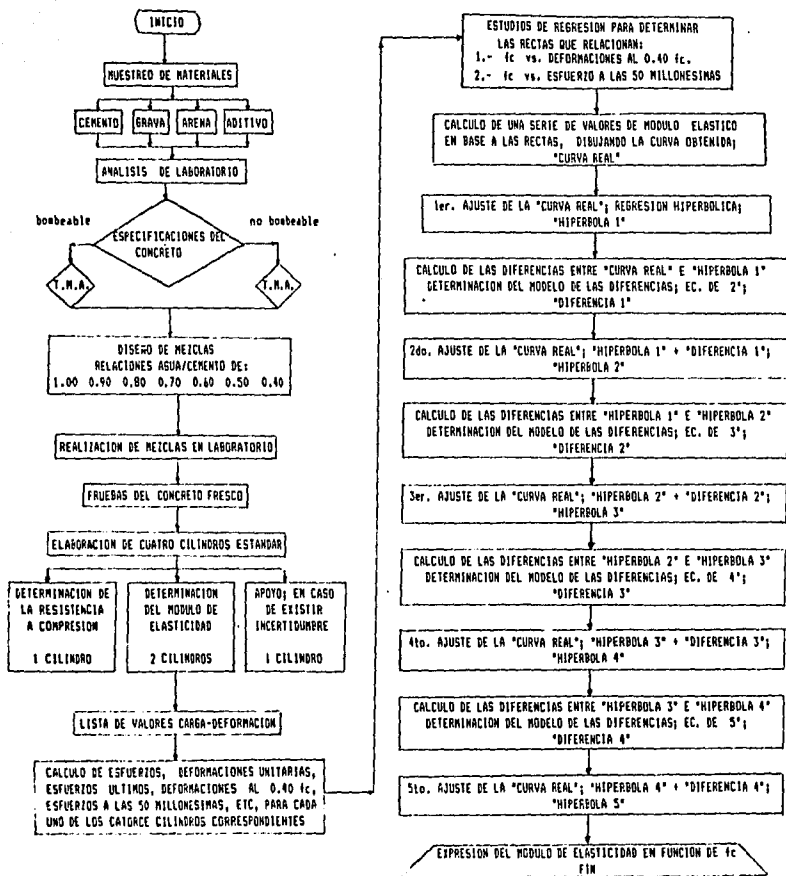 INICIO
MUESTREO DE MATERIALES
CEMENTO GRAVA ARENA ADITIVO
ANALISIS DE LABORATORIO
bombeable no bombeable
ESPECIFICACIONES DEL
CONCRETO
T.M.A. T.M.A.
DISEÑO DE MEZCLAS
RELACIONES AGUA/CEMENTO DE:
1.00 0.90 0.80 0.70 0.60 0.50 0.40
REALIZACION DE MEZCLAS EN LABORATORIO
PRUEBAS DEL CONCRETO FRESCO
ELABORACION DE CUATRO CILINDROS ESTANDAR
DETERMINACION DE
LA RESISTENCIA
A COMPRESION
1 CILINDRO
DETERMINACION
DEL MODULO DE
ELASTICIDAD
2 CILINDROS
APOYO; EN CASO
DE EXISTIR
INCERTIDUMBRE
1 CILINDRO
LISTA DE VALORES CARGA-DEFORMACION
CALCULO DE ESFUERZOS, DEFORMACIONES UNITARIAS,
ESFUERZOS ULTIMOS, DEFORMACIONES AL 0.40 fc,
ESFUERZOS A LAS 50 MILLONESIMAS, ETC, PARA CADA
UNO DE LOS CATORCE CILINDROS CORRESPONDIENTES
ESTUDIOS DE REGRESION PARA DETERMINAR
LAS RECTAS QUE RELACIONAN:
1.- fc vs. DEFORMACIONES AL 0.40 fc.
2.- fc vs. ESFUERZO A LAS 50 MILLONESIMAS
CALCULO DE UNA SERIE DE VALORES DE MODULO ELASTICO
EN BASE A LAS RECTAS, DIBUJANDO LA CURVA OBTENIDA;
"CURVA REAL"
1er. AJUSTE DE LA "CURVA REAL"; REGRESION HIPERBOLICA;
"HIPERBOLA 1"
CALCULO DE LAS DIFERENCIAS ENTRE "CURVA REAL" E "HIPERBOLA 1"
DETERMINACION DEL MODELO DE LAS DIFERENCIAS; EC. DE 2°;
"DIFERENCIA 1"
2do. AJUSTE DE LA "CURVA REAL"; "HIPERBOLA 1" + "DIFERENCIA 1";
"HIPERBOLA 2"
CALCULO DE LAS DIFERENCIAS ENTRE "HIPERBOLA 1" E "HIPERBOLA 2"
DETERMINACION DEL MODELO DE LAS DIFERENCIAS; EC. DE 3°;
"DIFERENCIA 2"
3er. AJUSTE DE LA "CURVA REAL"; "HIPERBOLA 2" + "DIFERENCIA 2";
"HIPERBOLA 3"
CALCULO DE LAS DIFERENCIAS ENTRE "HIPERBOLA 2" E "HIPERBOLA 3"
DETERMINACION DEL MODELO DE LAS DIFERENCIAS; EC. DE 4°;
"DIFERENCIA 3"
4to. AJUSTE DE LA "CURVA REAL"; "HIPERBOLA 3" + "DIFERENCIA 3";
"HIPERBOLA 4"
CALCULO DE LAS DIFERENCIAS ENTRE "HIPERBOLA 3" E "HIPERBOLA 4"
DETERMINACION DEL MODELO DE LAS DIFERENCIAS; EC. DE 5°;
"DIFERENCIA 4"
5to. AJUSTE DE LA "CURVA REAL"; "HIPERBOLA 4" + "DIFERENCIA 4";
"HIPERBOLA 5"
EXPRESION DEL MODULO DE ELASTICIDAD EN FUNCION DE fc
FIN